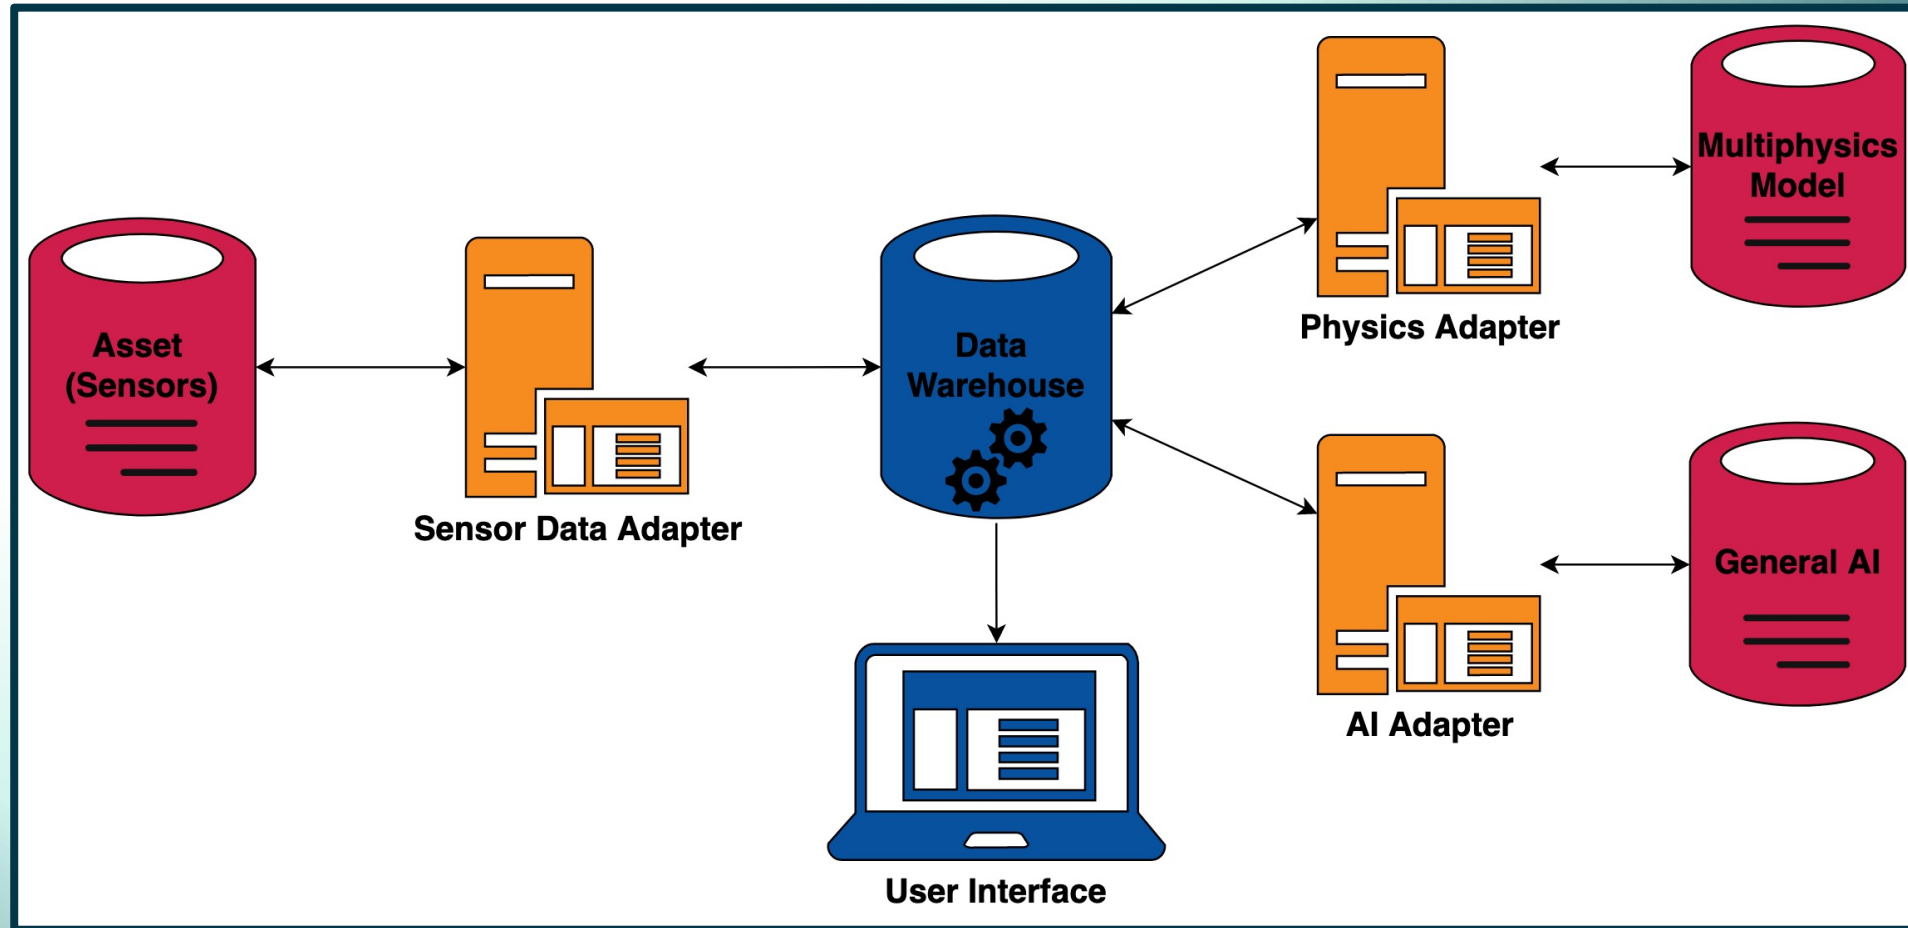 Multiphysics
Model
Physics Adapter
Asset
(Sensors)
Data
Warehouse
Sensor Data Adapter
General AI
AI Adapter
User Interface